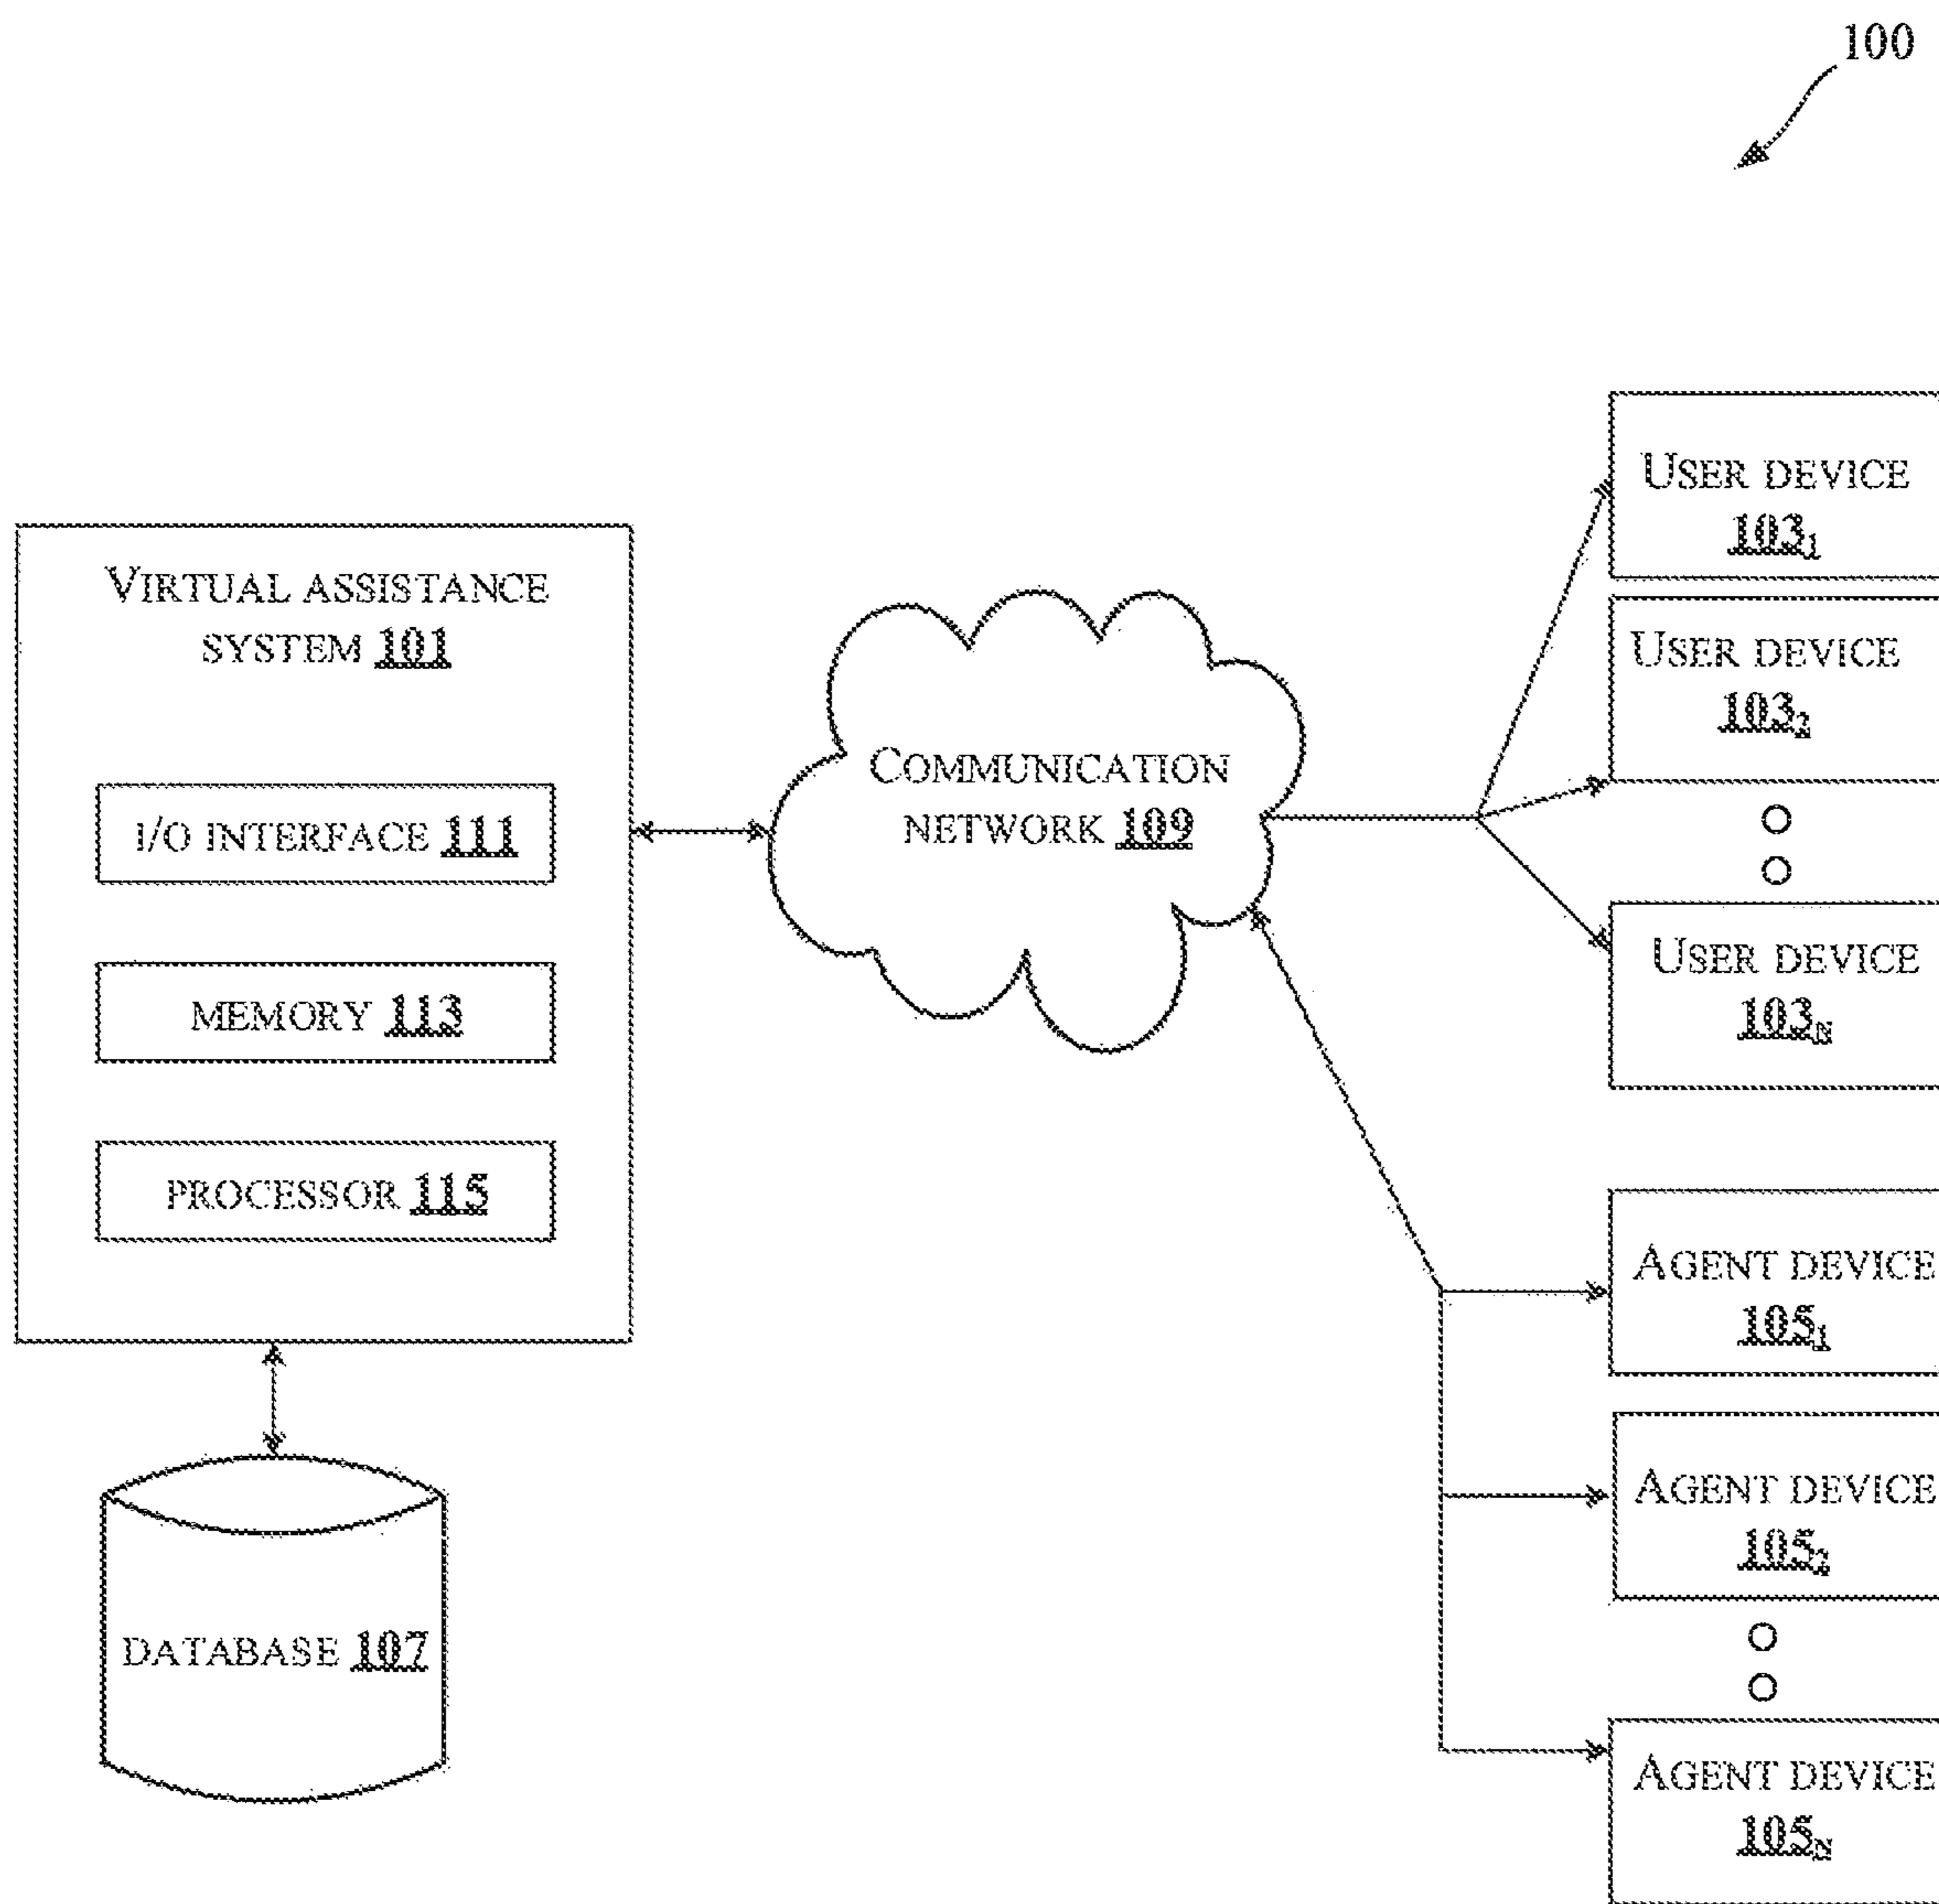 100
VIRTUAL ASSISTANCE
SYSTEM 101
I/O INTERFACE 111
MEMORY 113
PROCESSOR 115
DATABASE 107
COMMUNICATION
NETWORK 109
USER DEVICE
103₁
USER DEVICE
103₂
USER DEVICE
103ₙ
AGENT DEVICE
105₁
AGENT DEVICE
105₂
AGENT DEVICE
105ₙ